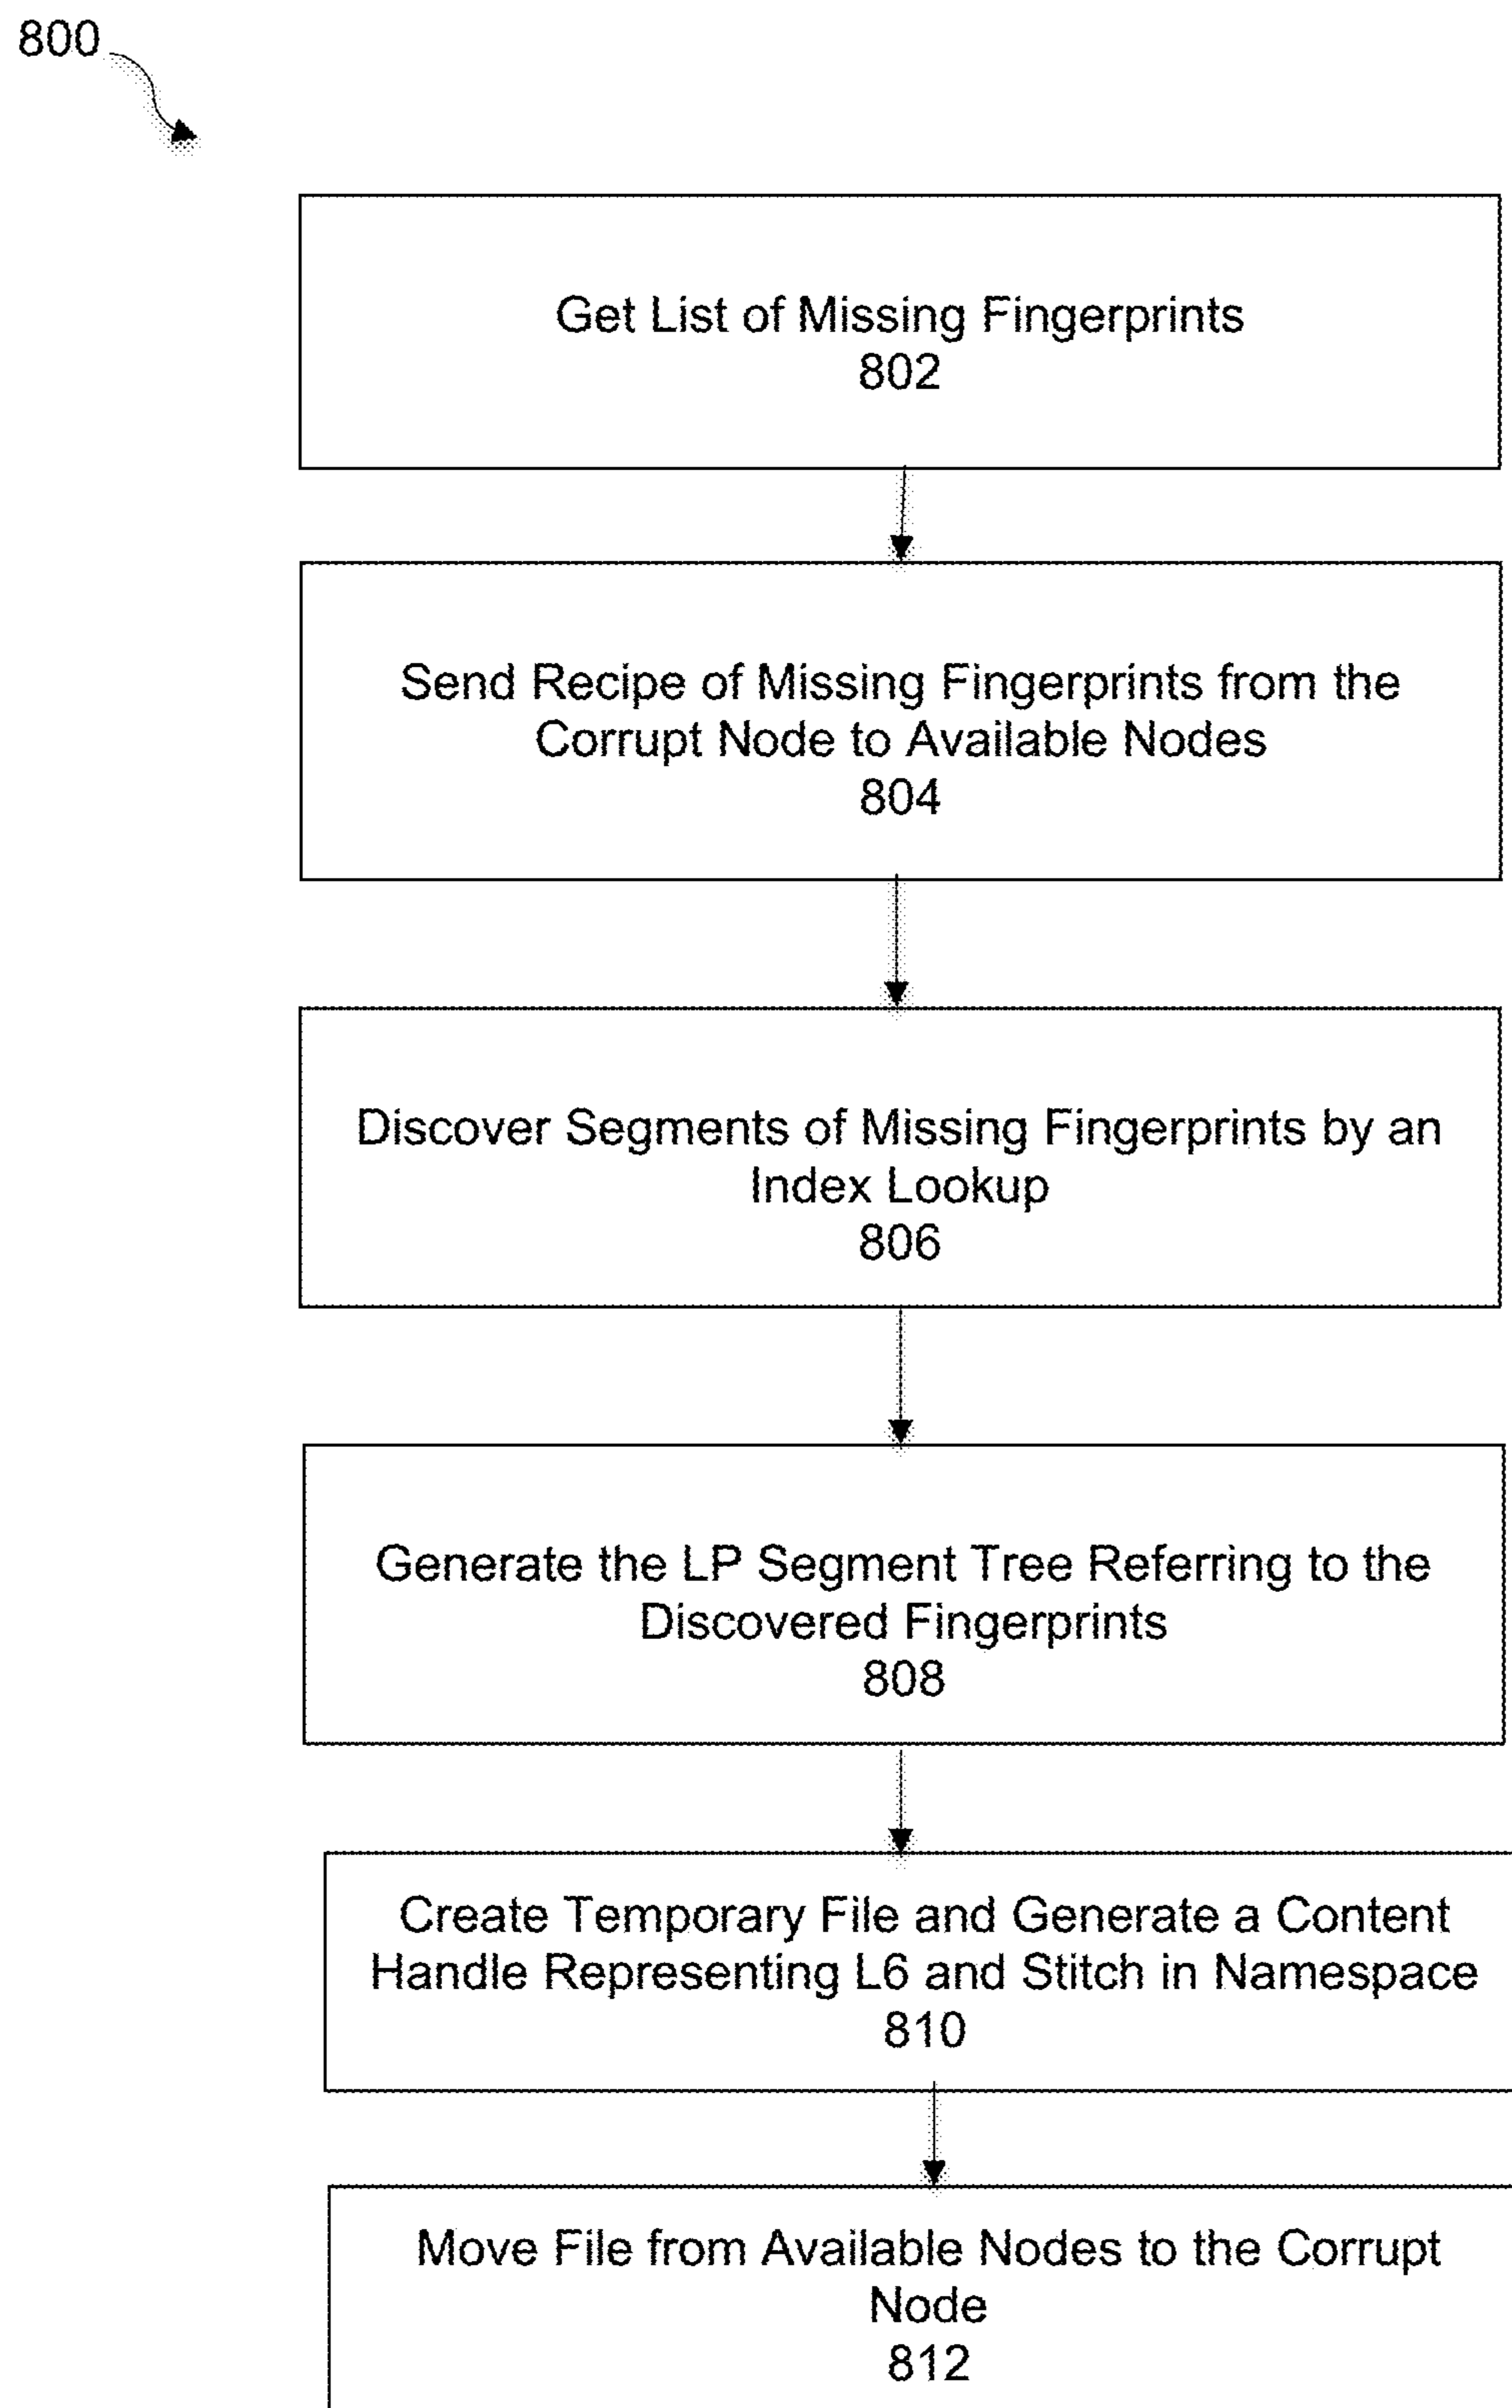 800
Get List of Missing Fingerprints
802
Send Recipe of Missing Fingerprints from the
Corrupt Node to Available Nodes
804
Discover Segments of Missing Fingerprints by an
Index Lookup
806
Generate the LP Segment Tree Referring to the
Discovered Fingerprints
808
Create Temporary File and Generate a Content
Handle Representing L6 and Stitch in Namespace
810
Move File from Available Nodes to the Corrupt
Node
812